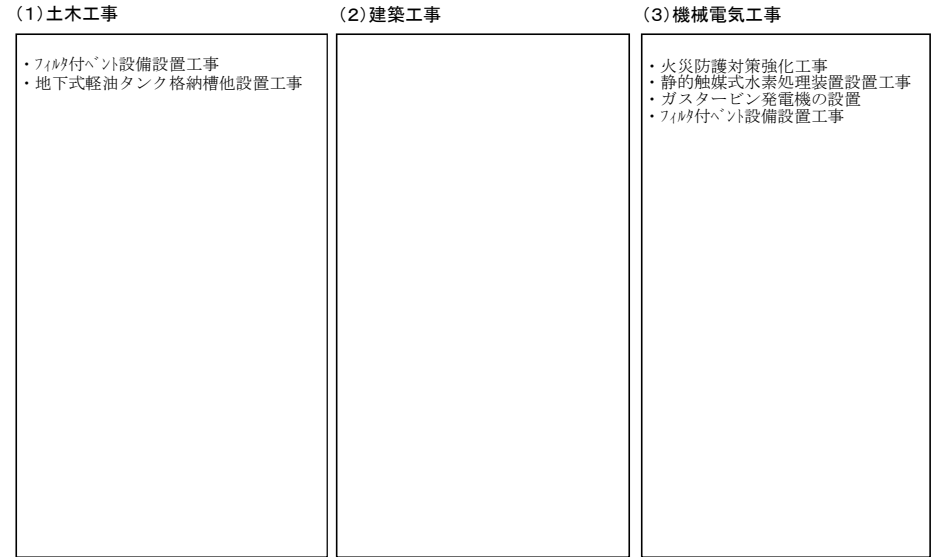 (1)土木工事
・ﾌｨﾙﾀ付ﾍﾞﾝﾄ設備設置工事
・地下式軽油タンク格納槽他設置工事
(2)建築工事
(3)機械電気工事
・火災防護対策強化工事
・静的触媒式水素処理装置設置工事
・ガスタービン発電機の設置
・ﾌｨﾙﾀ付ﾍﾞﾝﾄ設備設置工事